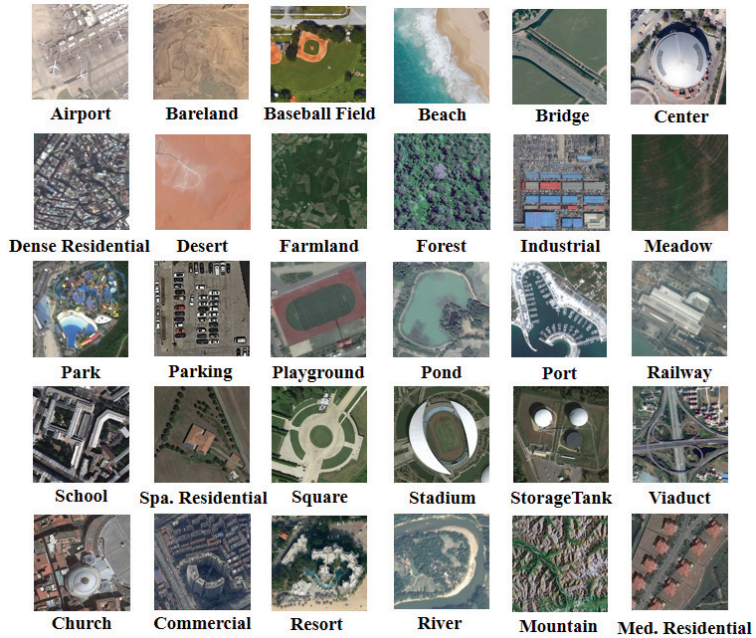 Airport Bareland Baseball Field Beach Bridge Center
Dense Residential Desert Farmland Forest Industrial Meadow
Park Parking Playground Pond Port Railway
School Spa. Residential Square Stadium StorageTank Viaduct
Church Commercial Resort River Mountain Med. Residential